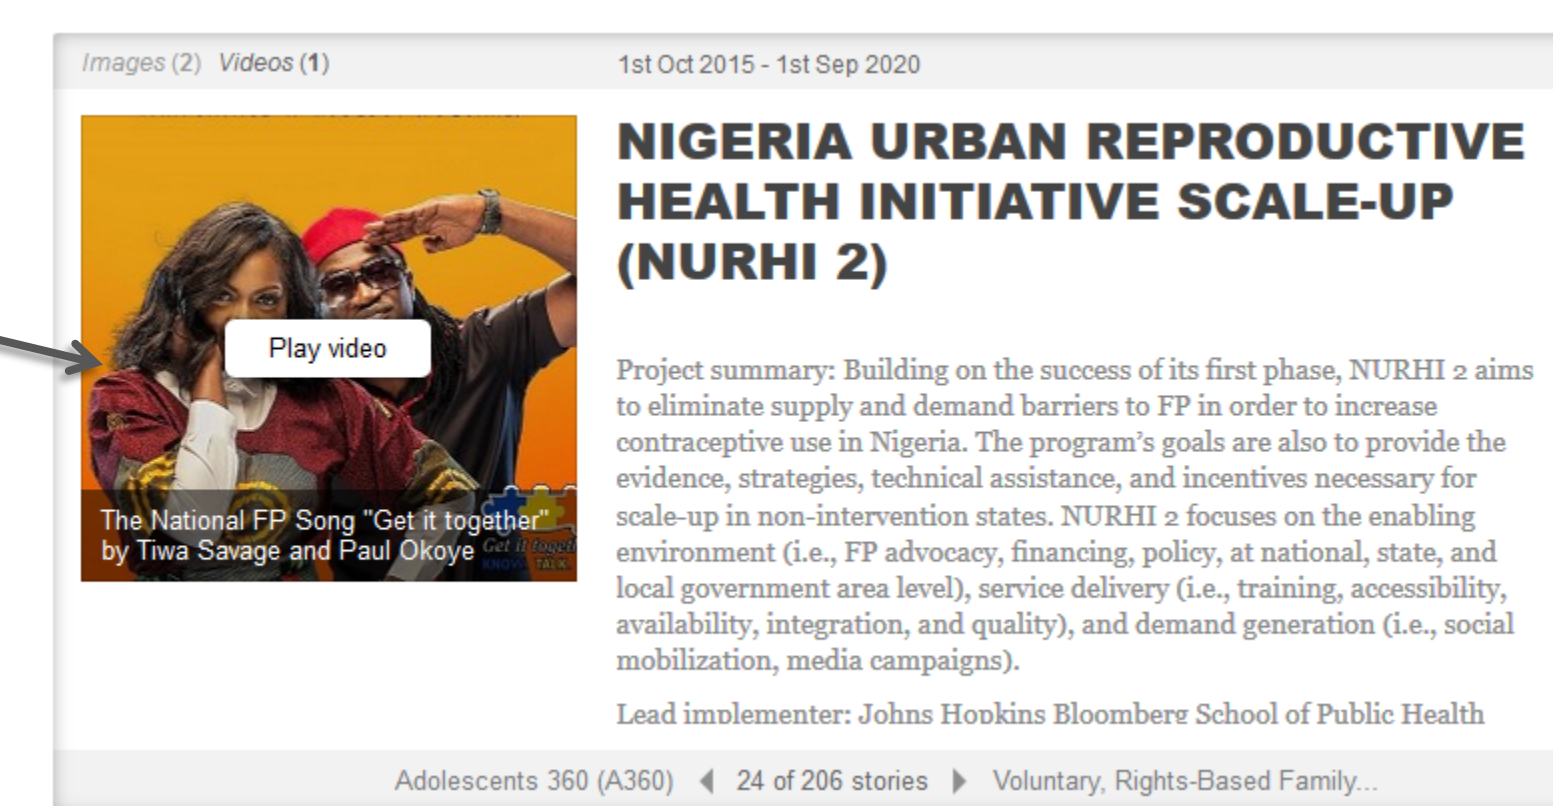 Images (2) Videos (1)
1st Oct 2015 - 1st Sep 2020
Play video
The National FP Song "Get it together"
by Tiwa Savage and Paul Okoye
Get it
KNOW. TALK.
NIGERIA URBAN REPRODUCTIVE
HEALTH INITIATIVE SCALE-UP
(NURHI 2)
Project summary: Building on the success of its first phase, NURHI 2 aims
to eliminate supply and demand barriers to FP in order to increase
contraceptive use in Nigeria. The program’s goals are also to provide the
evidence, strategies, technical assistance, and incentives necessary for
scale-up in non-intervention states. NURHI 2 focuses on the enabling
environment (i.e., FP advocacy, financing, policy, at national, state, and
local government area level), service delivery (i.e., training, accessibility,
availability, integration, and quality), and demand generation (i.e., social
mobilization, media campaigns).
Lead implementer: Johns Hopkins Bloomberg School of Public Health
Adolescents 360 (A360) 24 of 206 stories Voluntary, Rights-Based Family...